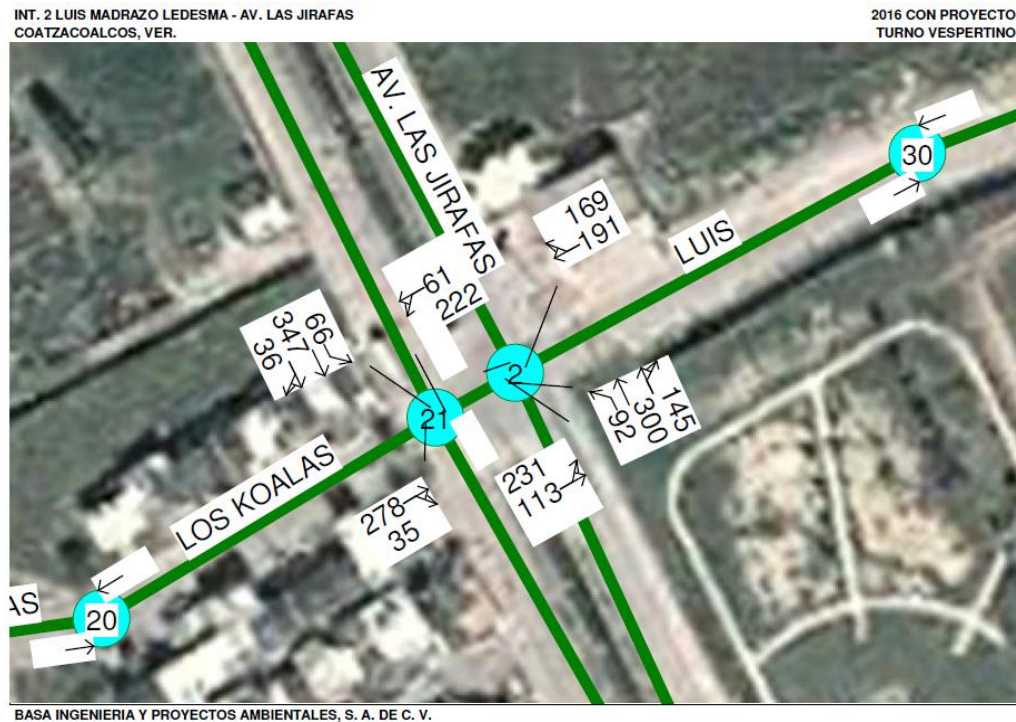 INT. 2 LUIS MADRAZO LEDESMA - AV. LAS JIRAFAS
COATZACOALCOS, VER.
2016 CON PROYECTO
TURNO VESPERTINO
AV. LAS JIRAFAS
30
169
191
LUIS
61
222
66
347
36
2
21
145
300
92
231
113
278
35
LOS KOALAS
AS
20
BASA INGENIERIA Y PROYECTOS AMBIENTALES, S. A. DE C. V.